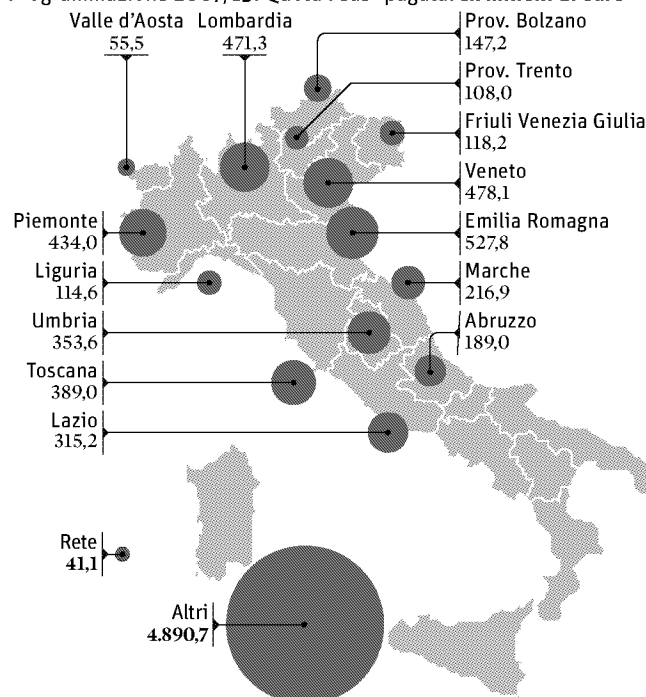 Valle d'Aosta
55,5
Lombardia
471,3
Prov. Bolzano
147,2
Prov. Trento
108,0
Friuli Venezia Giulia
118,2
Veneto
478,1
Piemonte
434,0
Emilia Romagna
527,8
Liguria
114,6
Marche
216,9
Umbria
353,6
Abruzzo
189,0
Toscana
389,0
Lazio
315,2
Rete
41,1
Altri
4.890,7